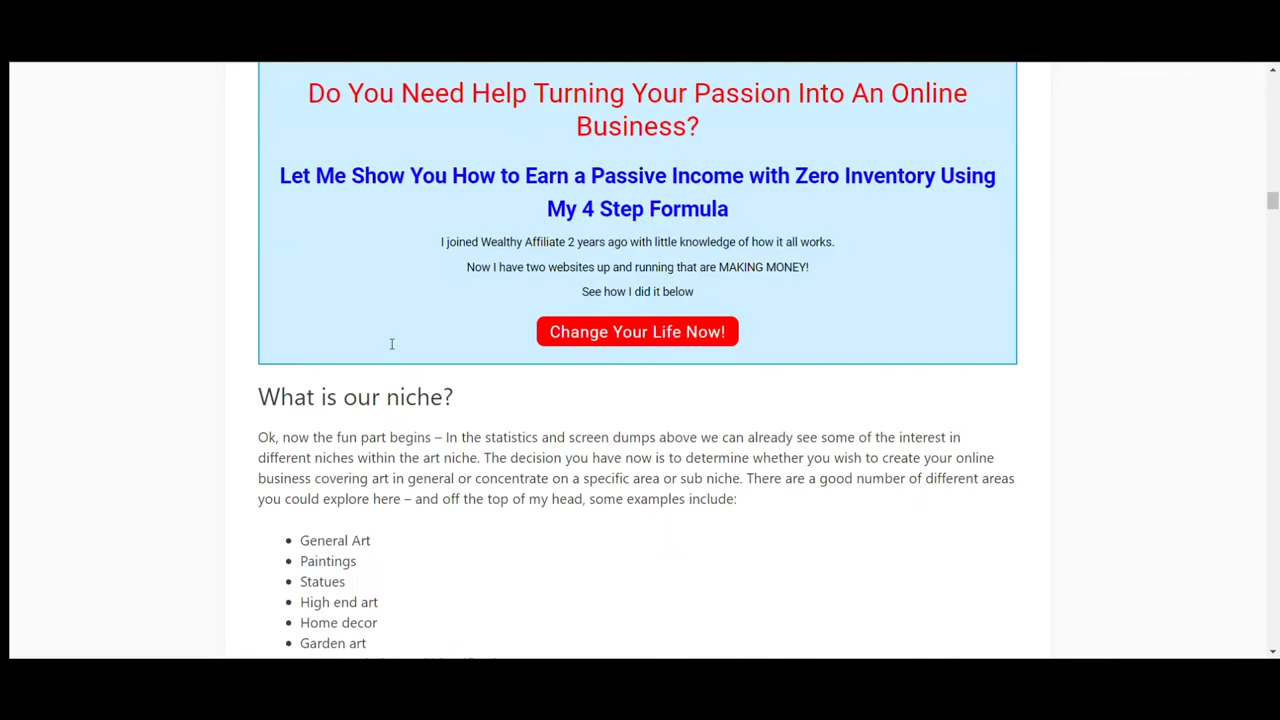 Do You Need Help Turning Your Passion Into An Online
Business?
Let Me Show You How to Earn a Passive Income with Zero Inventory Using
My 4 Step Formula
I joined Wealthy Affiliate 2 years ago with little knowledge of how it all works.
Now I have two websites up and running that are MAKING MONEY!
See how I did it below
Change Your Life Now!
What is our niche?
Ok, now the fun part begins – In the statistics and screen dumps above we can already see some of the interest in
different niches within the art niche. The decision you have now is to determine whether you wish to create your online
business covering art in general or concentrate on a specific area or sub niche. There are a good number of different areas
you could explore here – and off the top of my head, some examples include:
• General Art
• Paintings
• Statues
• High end art
• Home decor
• Garden art